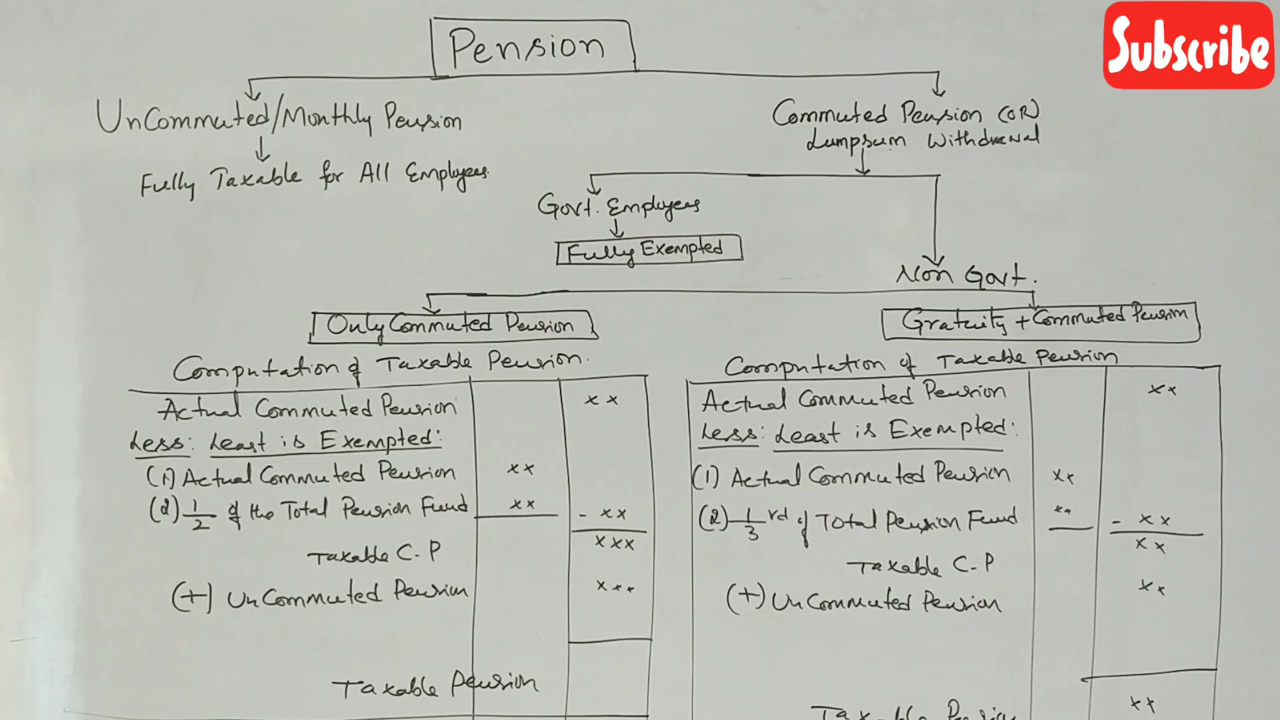 Subscribe
Pension
UnCommuted/Monthly Pension
Fully Taxable for All Employees.
Commuted Pension (OR)
Lumpsum Withdrawal
Govt. Employees
Fully Exempted
Non Govt.
Only Commuted Pension
Computation of Taxable Pension.
Actual Commuted Pension x x
Less: Least is Exempted:
(1) Actual Commuted Pension xx
(2) 1/2 of the Total Pension Fund xx - xx
Taxable C.P xxx
(+) UnCommuted Pension xxx
Taxable Pension
Gratuity + Commuted Pension
Computation of Taxable Pension
Actual Commuted Pension xx
Less: Least is Exempted:
(1) Actual Commuted Pension xx
(2) 1/3rd of Total Pension Fund xx - xx
Taxable C.P xx
(+) UnCommuted Pension xx
Taxable Pension xx